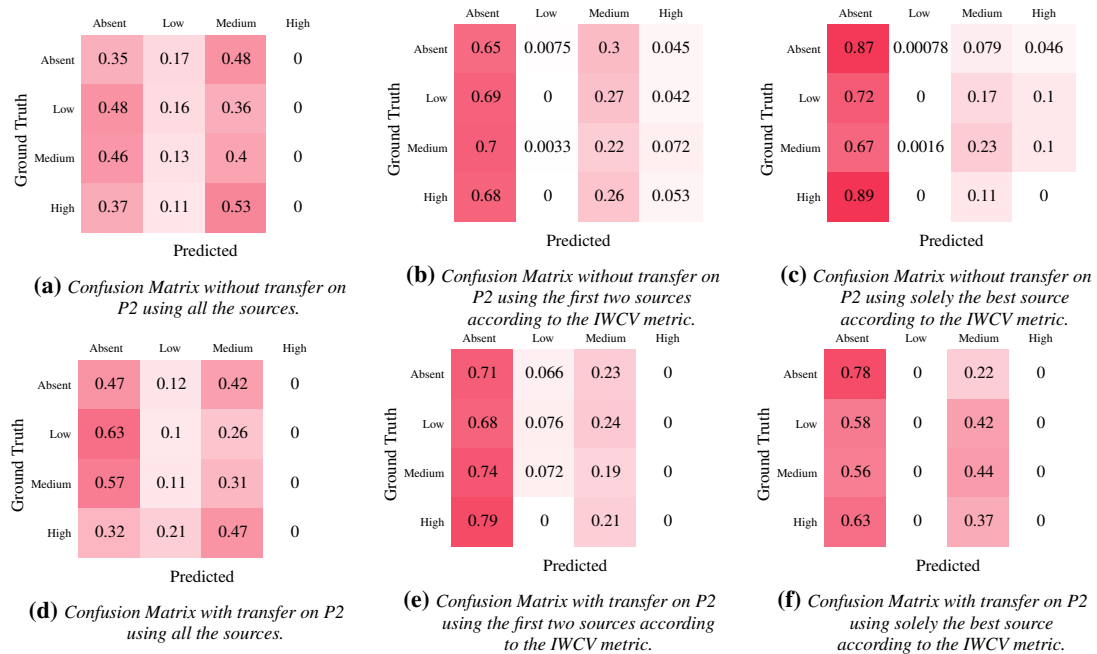 Absent Low Medium High
Absent 0.35 0.17 0.48 0
Low 0.48 0.16 0.36 0
Medium 0.46 0.13 0.4 0
High 0.37 0.11 0.53 0
Ground Truth
Predicted
(a) Confusion Matrix without transfer on
P2 using all the sources.
Absent Low Medium High
Absent 0.65 0.0075 0.3 0.045
Low 0.69 0 0.27 0.042
Medium 0.7 0.0033 0.22 0.072
High 0.68 0 0.26 0.053
Ground Truth
Predicted
(b) Confusion Matrix without transfer on
P2 using the first two sources
according to the IWCV metric.
Absent Low Medium High
Absent 0.87 0.00078 0.079 0.046
Low 0.72 0 0.17 0.1
Medium 0.67 0.0016 0.23 0.1
High 0.89 0 0.11 0
Ground Truth
Predicted
(c) Confusion Matrix without transfer on
P2 using solely the best source
according to the IWCV metric.
Absent Low Medium High
Absent 0.47 0.12 0.42 0
Low 0.63 0.1 0.26 0
Medium 0.57 0.11 0.31 0
High 0.32 0.21 0.47 0
Ground Truth
Predicted
(d) Confusion Matrix with transfer on P2
using all the sources.
Absent Low Medium High
Absent 0.71 0.066 0.23 0
Low 0.68 0.076 0.24 0
Medium 0.74 0.072 0.19 0
High 0.79 0 0.21 0
Ground Truth
Predicted
(e) Confusion Matrix with transfer on P2
using the first two sources according
to the IWCV metric.
Absent Low Medium High
Absent 0.78 0 0.22 0
Low 0.58 0 0.42 0
Medium 0.56 0 0.44 0
High 0.63 0 0.37 0
Ground Truth
Predicted
(f) Confusion Matrix with transfer on P2
using solely the best source
according to the IWCV metric.